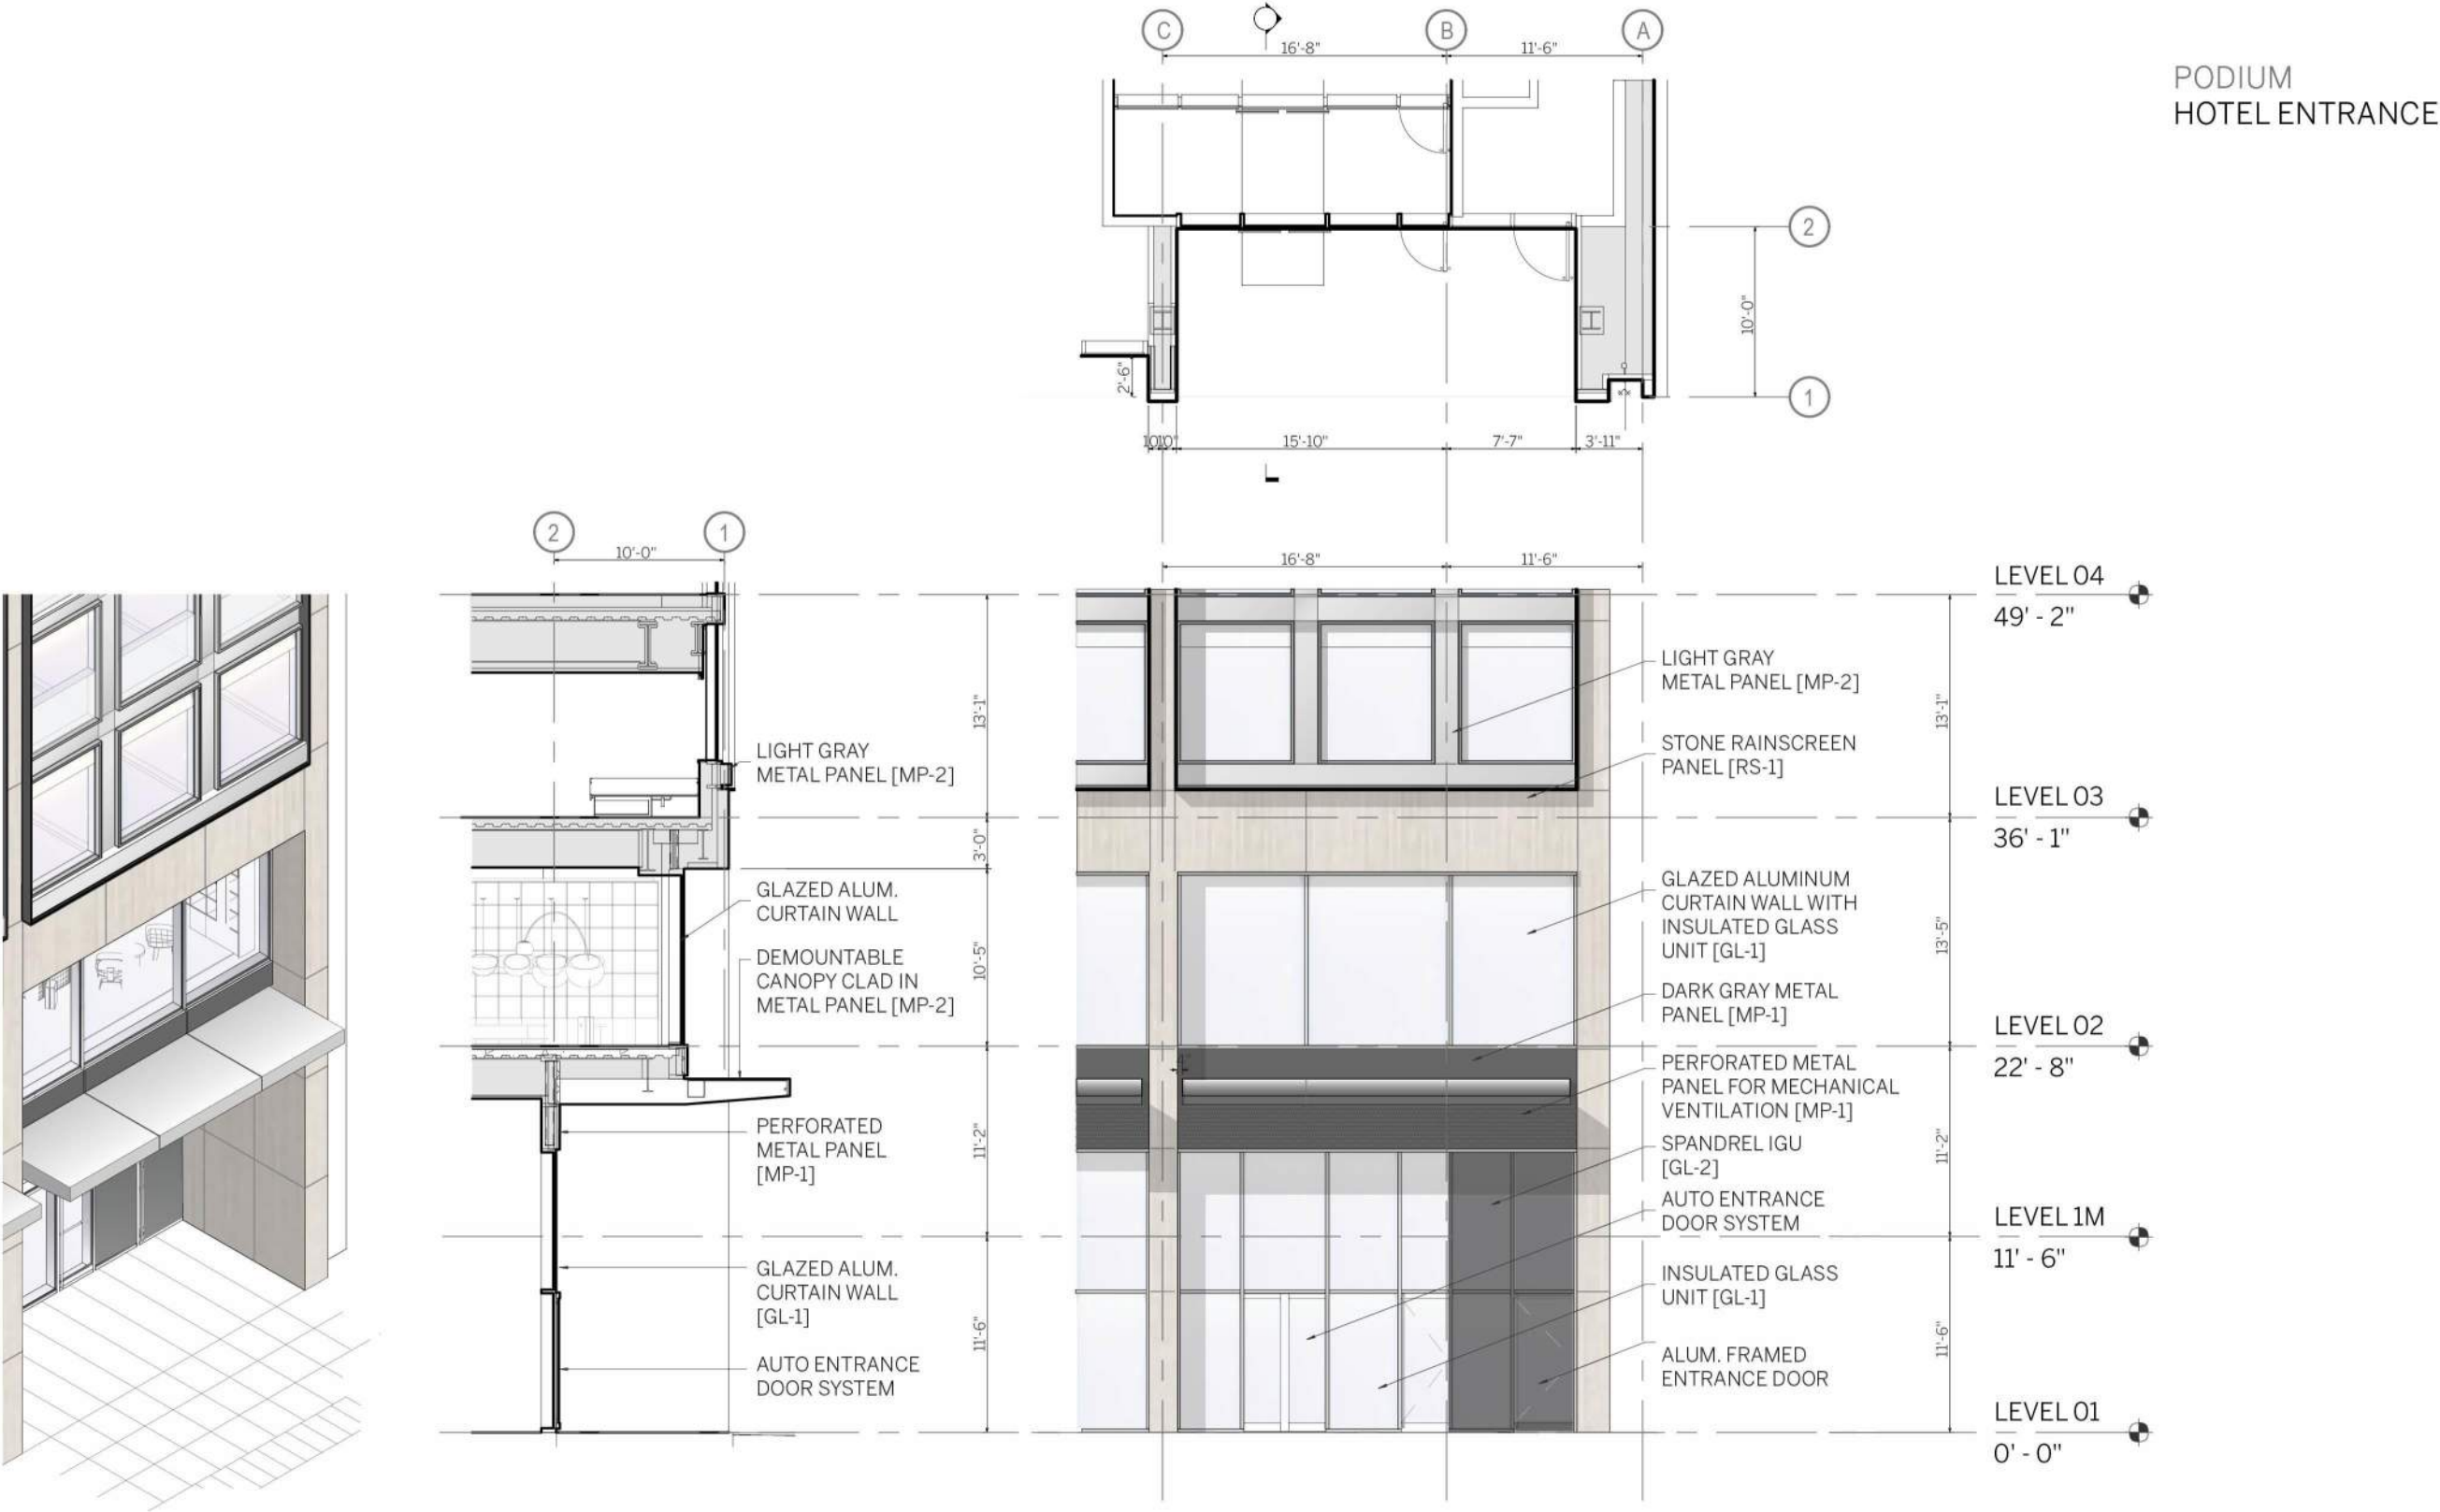 PODIUM
HOTEL ENTRANCE
C
B
A
16'-8"
11'-6"
2
1
10'-0"
2'-6"
15'-10"
7'-7"
3'-11"
2
1
10'-0"
16'-8"
11'-6"
13'-1"
3'-0"
10'-5"
11'-2"
11'-6"
LIGHT GRAY
METAL PANEL [MP-2]
GLAZED ALUM.
CURTAIN WALL
DEMOUNTABLE
CANOPY CLAD IN
METAL PANEL [MP-2]
PERFORATED
METAL PANEL
[MP-1]
GLAZED ALUM.
CURTAIN WALL
[GL-1]
AUTO ENTRANCE
DOOR SYSTEM
4"
LIGHT GRAY
METAL PANEL [MP-2]
STONE RAINSCREEN
PANEL [RS-1]
GLAZED ALUMINUM
CURTAIN WALL WITH
INSULATED GLASS
UNIT [GL-1]
DARK GRAY METAL
PANEL [MP-1]
PERFORATED METAL
PANEL FOR MECHANICAL
VENTILATION [MP-1]
SPANDREL IGU
[GL-2]
AUTO ENTRANCE
DOOR SYSTEM
INSULATED GLASS
UNIT [GL-1]
ALUM. FRAMED
ENTRANCE DOOR
13'-1"
13'-5"
11'-2"
11'-6"
LEVEL 04
49' - 2"
LEVEL 03
36' - 1"
LEVEL 02
22' - 8"
LEVEL 1M
11' - 6"
LEVEL 01
0' - 0"